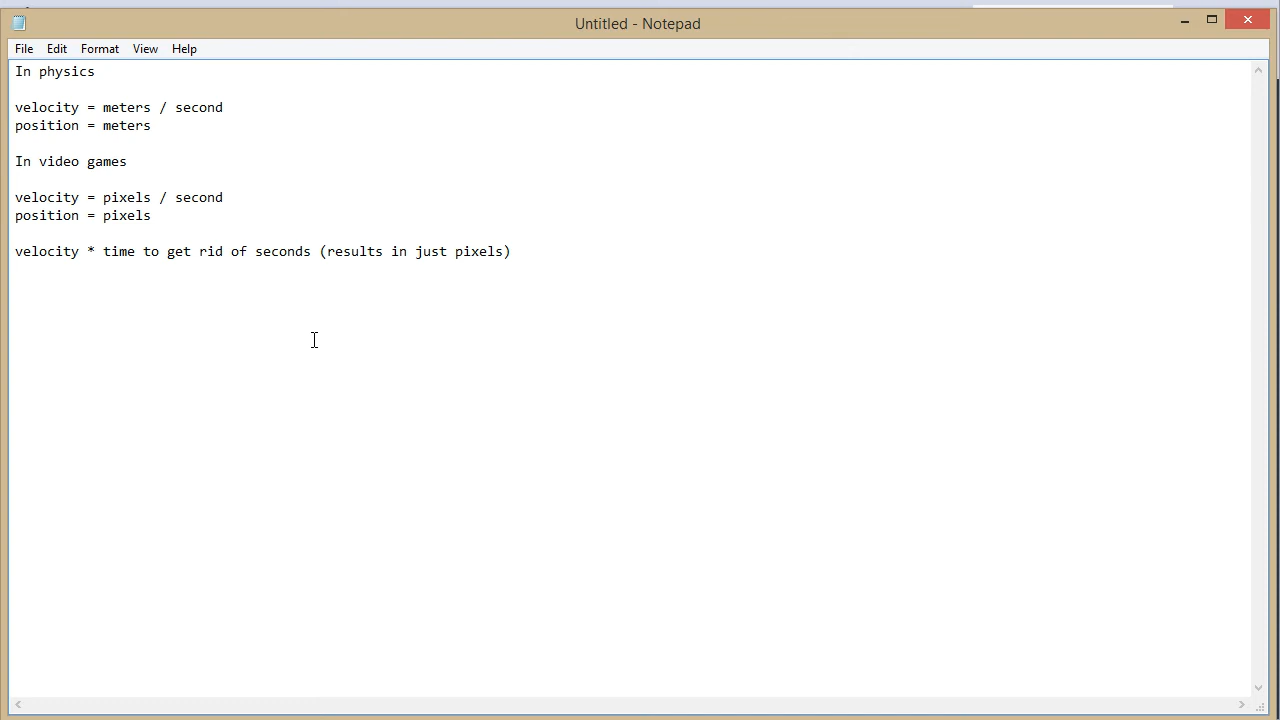 Untitled - Notepad
File Edit Format View Help
In physics
velocity = meters / second
position = meters
In video games
velocity = pixels / second
position = pixels
velocity * time to get rid of seconds (results in just pixels)